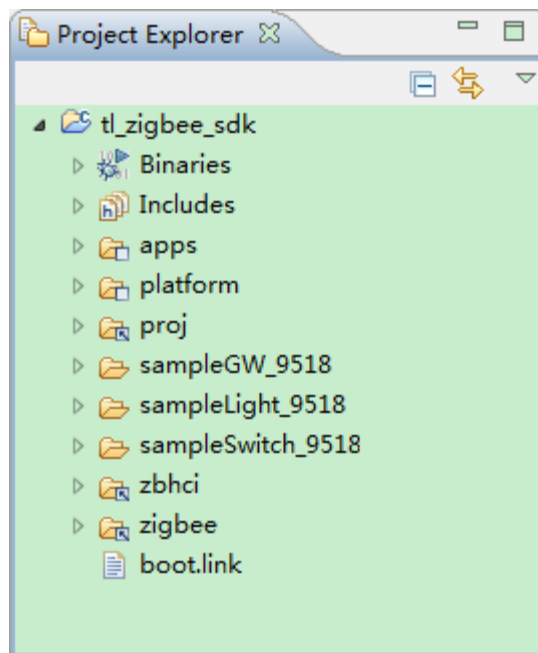 Project Explorer
tl_zigbee_sdk
Binaries
Includes
apps
platform
proj
sampleGW_9518
sampleLight_9518
sampleSwitch_9518
zbhci
zigbee
boot.link